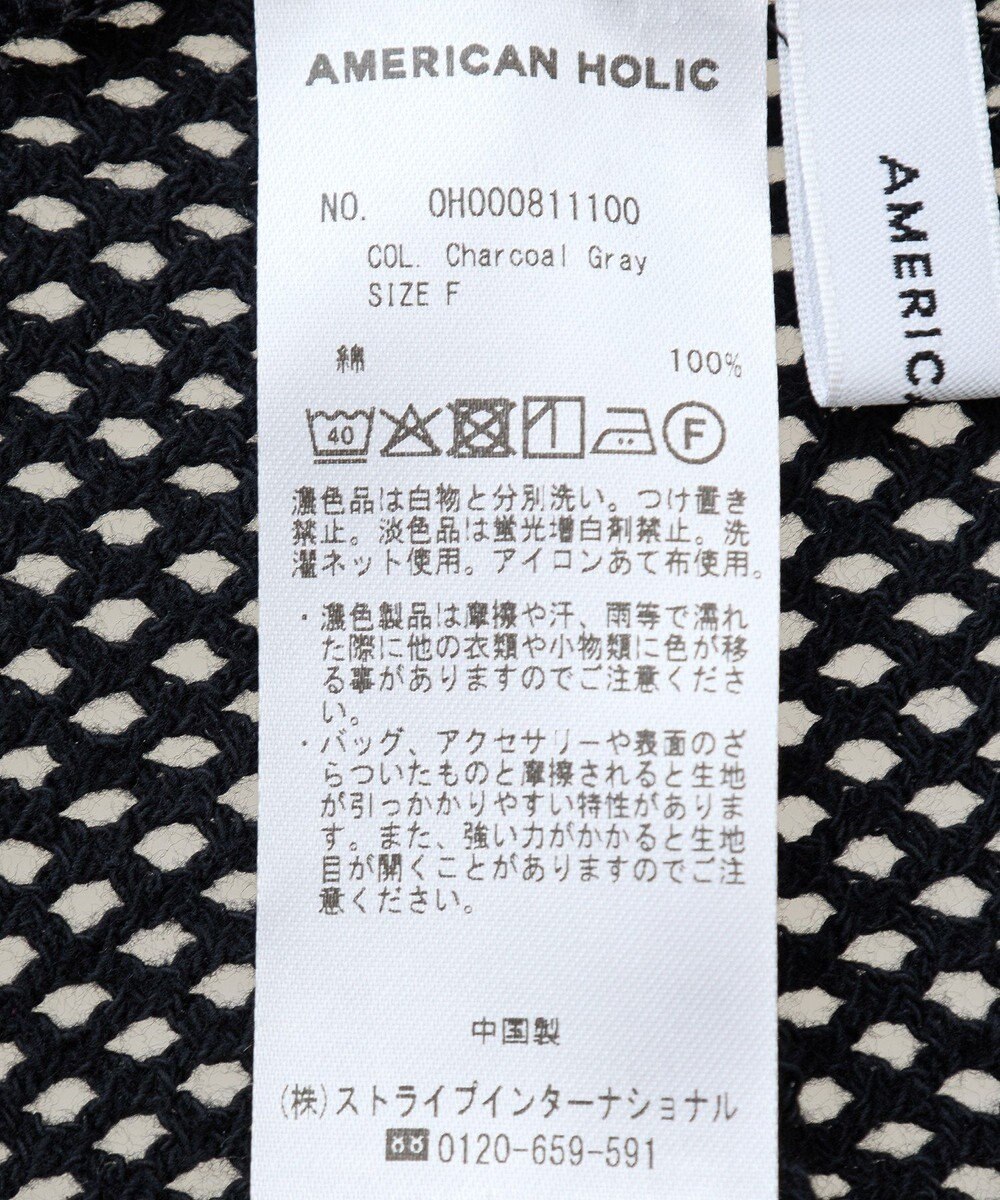 AMERICAN HOLIC
NO. OH000811100
COL. Charcoal Gray
SIZE F
綿 100%
40 F
濃色品は白物と分別洗い。つけ置き
禁止。淡色品は蛍光増白剤禁止。洗
濯ネット使用。アイロンあて布使用。
・濃色製品は摩擦や汗、雨等で濡れ
た際に他の衣類や小物類に色が移
る事がありますのでご注意くださ
い。
・バッグ、アクセサリーや表面のざ
らついたものと摩擦されると生地
が引っかかりやすい特性がありま
す。また、強い力がかかると生地
目が開くことがありますのでご注
意ください。
中国製
(株)ストライプインターナショナル
0120-659-591
AMERICA